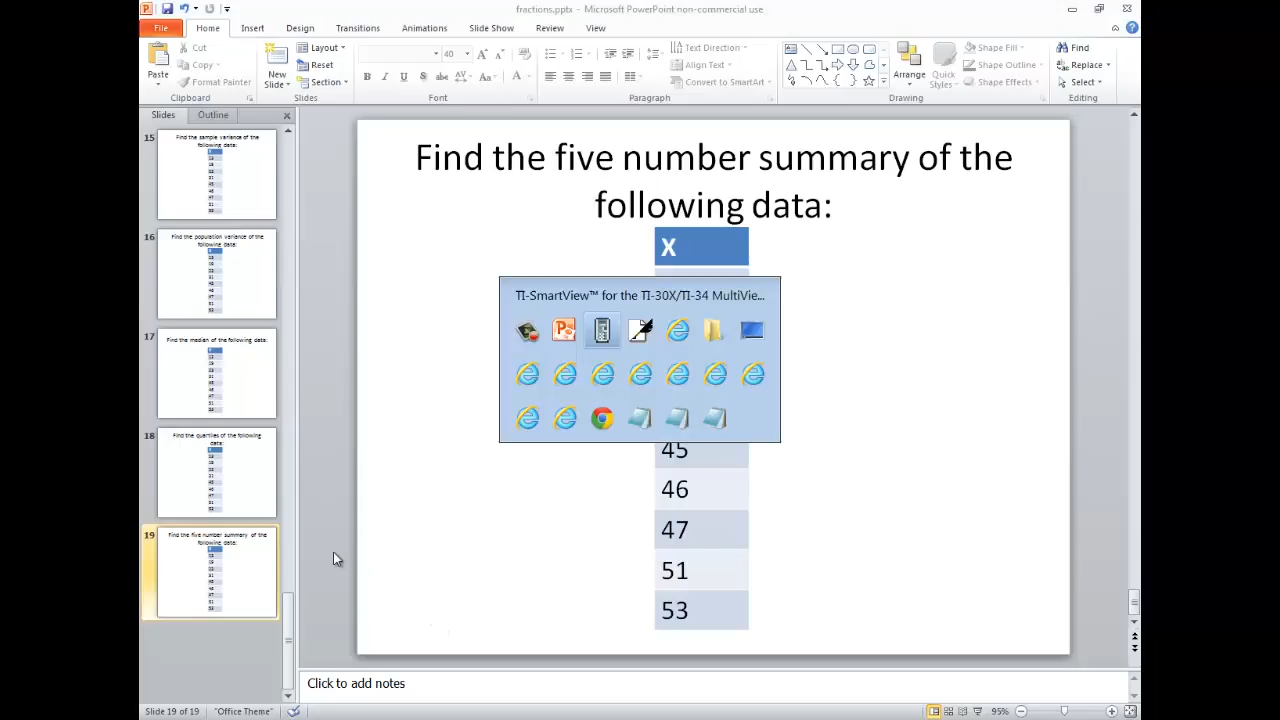 fractions.pptx - Microsoft PowerPoint non-commercial use
File Home Insert Design Transitions Animations Slide Show Review View
Paste
Cut
Copy
Format Painter
Clipboard
New Slide
Layout
Reset
Section
Slides
40
Font
Text Direction
Align Text
Convert to SmartArt
Paragraph
Arrange
Quick Styles
Shape Fill
Shape Outline
Shape Effects
Drawing
Find
Replace
Select
Editing
Slides Outline
15
Find the sample variance of the
following data:
16
Find the population variance of the
following data:
17
Find the median of the following data:
18
Find the quartiles of the following
data:
19
Find the five number summary of the
following data:
Find the five number summary of the
following data:
X
TI-SmartView™ for the TI-30X/TI-34 MultiVie...
45
46
47
51
53
Click to add notes
Slide 19 of 19 "Office Theme" 95%